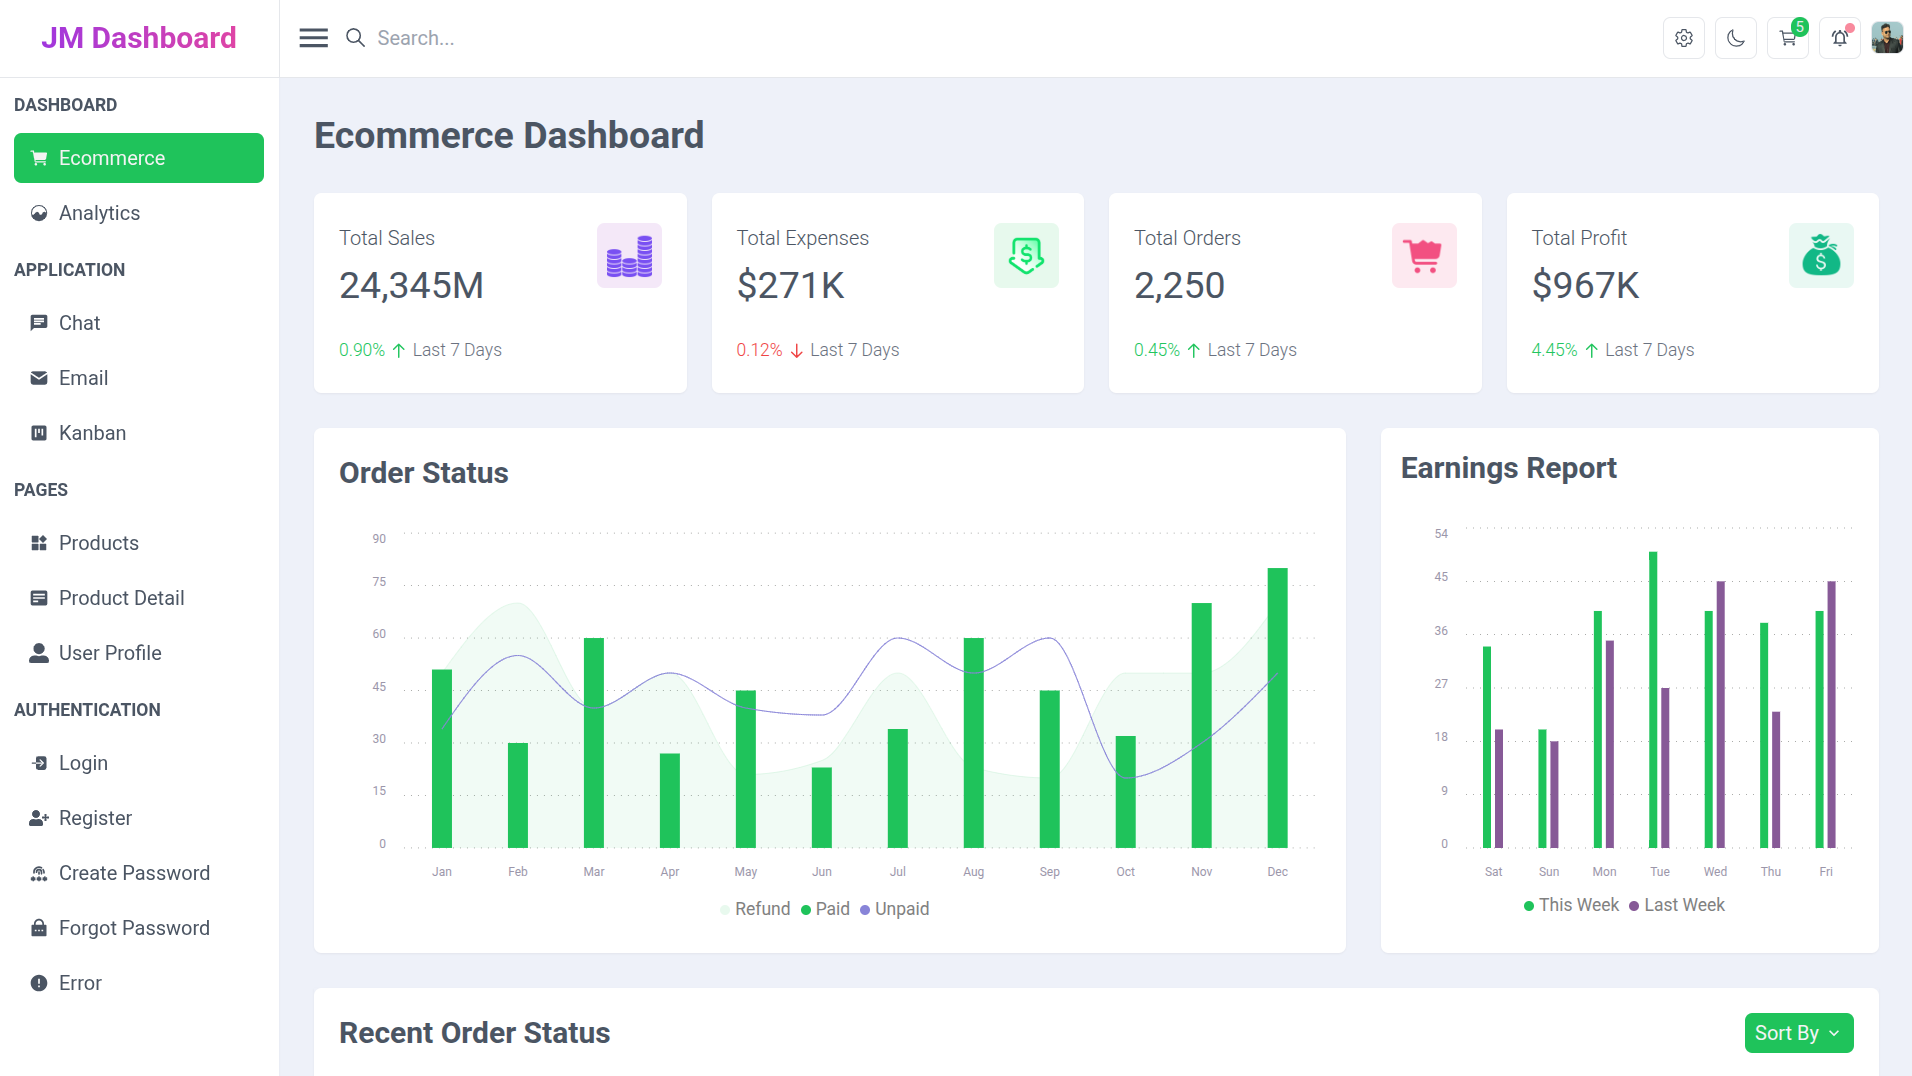 JM Dashboard
Search...
5
DASHBOARD
Ecommerce
Analytics
APPLICATION
Chat
Email
Kanban
PAGES
Products
Product Detail
User Profile
AUTHENTICATION
Login
Register
Create Password
Forgot Password
Error
Ecommerce Dashboard
Total Sales
24,345M
0.90% Last 7 Days
Total Expenses
$271K
0.12% Last 7 Days
Total Orders
2,250
0.45% Last 7 Days
Total Profit
$967K
4.45% Last 7 Days
Order Status
90
75
60
45
30
15
0
Jan Feb Mar Apr May Jun Jul Aug Sep Oct Nov Dec
Refund Paid Unpaid
Earnings Report
54
45
36
27
18
9
0
Sat Sun Mon Tue Wed Thu Fri
This Week Last Week
Recent Order Status
Sort By